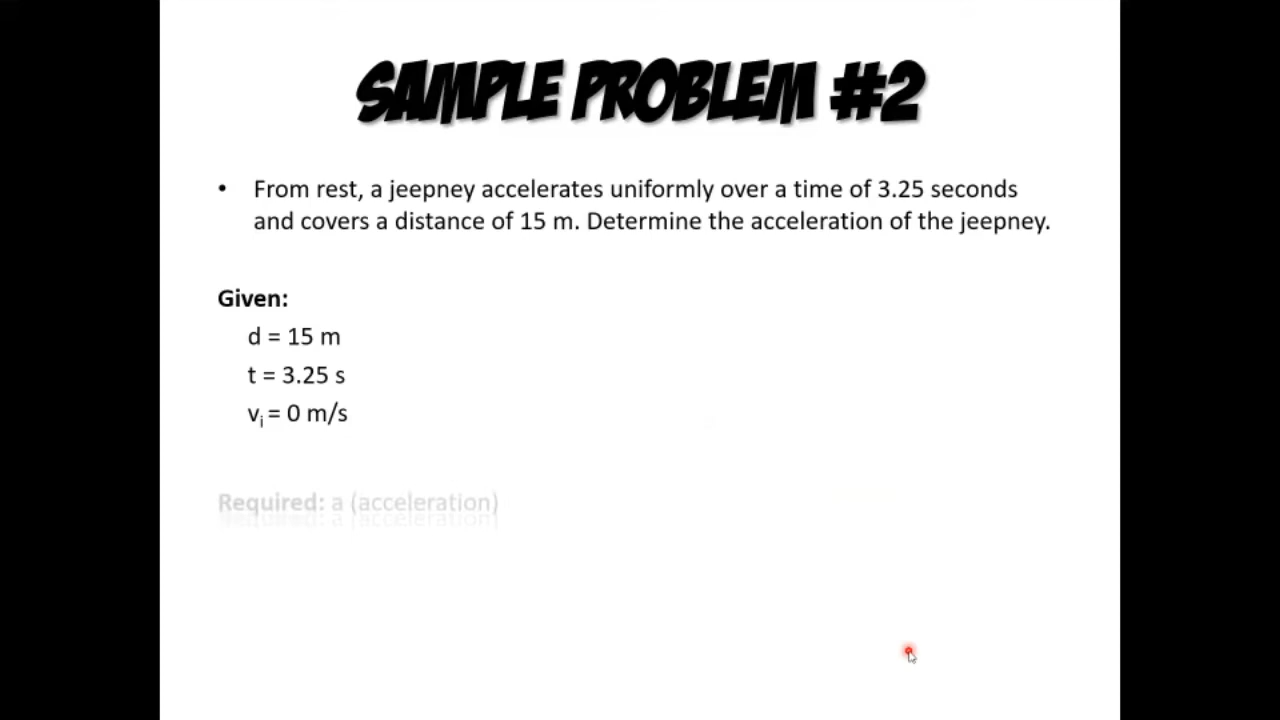 SAMPLE PROBLEM #2
• From rest, a jeepney accelerates uniformly over a time of 3.25 seconds
and covers a distance of 15 m. Determine the acceleration of the jeepney.
Given:
d = 15 m
t = 3.25 s
vᵢ = 0 m/s
Required: a (acceleration)